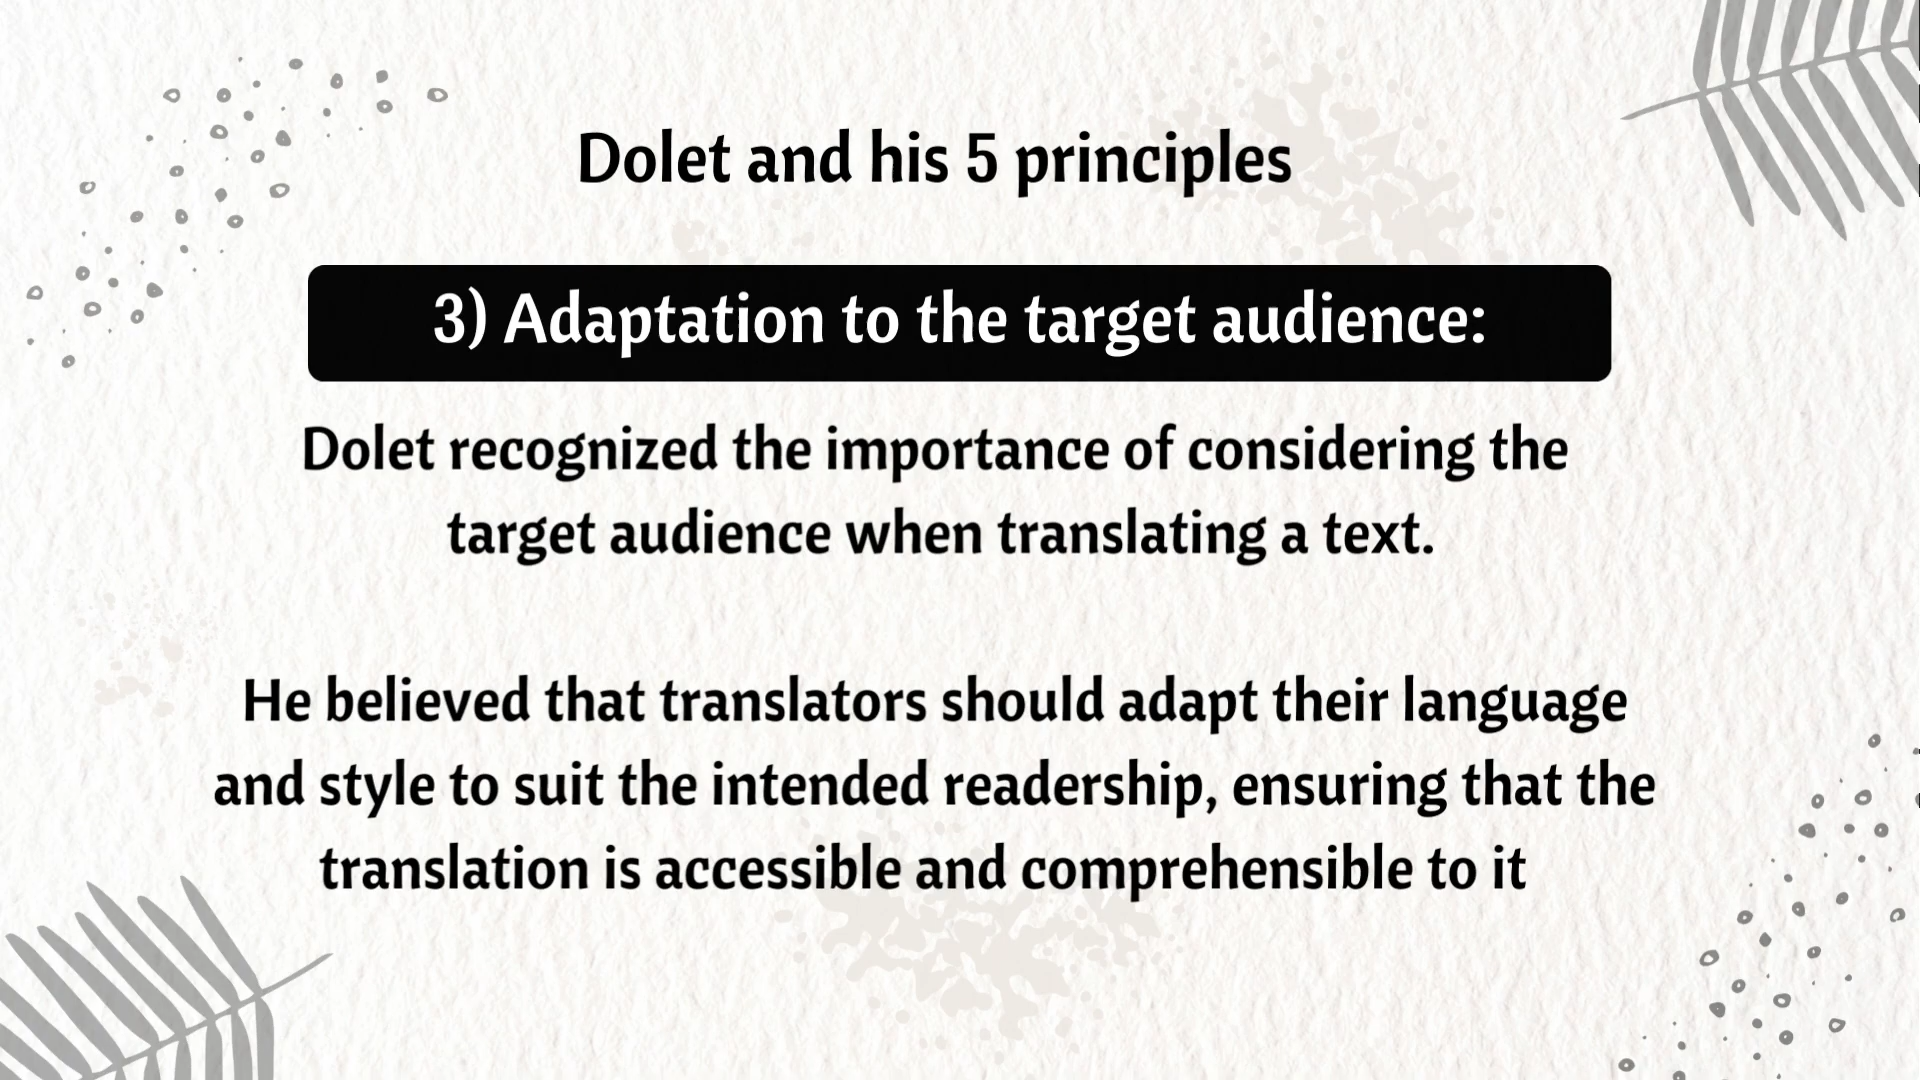 Dolet and his 5 principles
3) Adaptation to the target audience:
Dolet recognized the importance of considering the
target audience when translating a text.
He believed that translators should adapt their language
and style to suit the intended readership, ensuring that the
translation is accessible and comprehensible to it